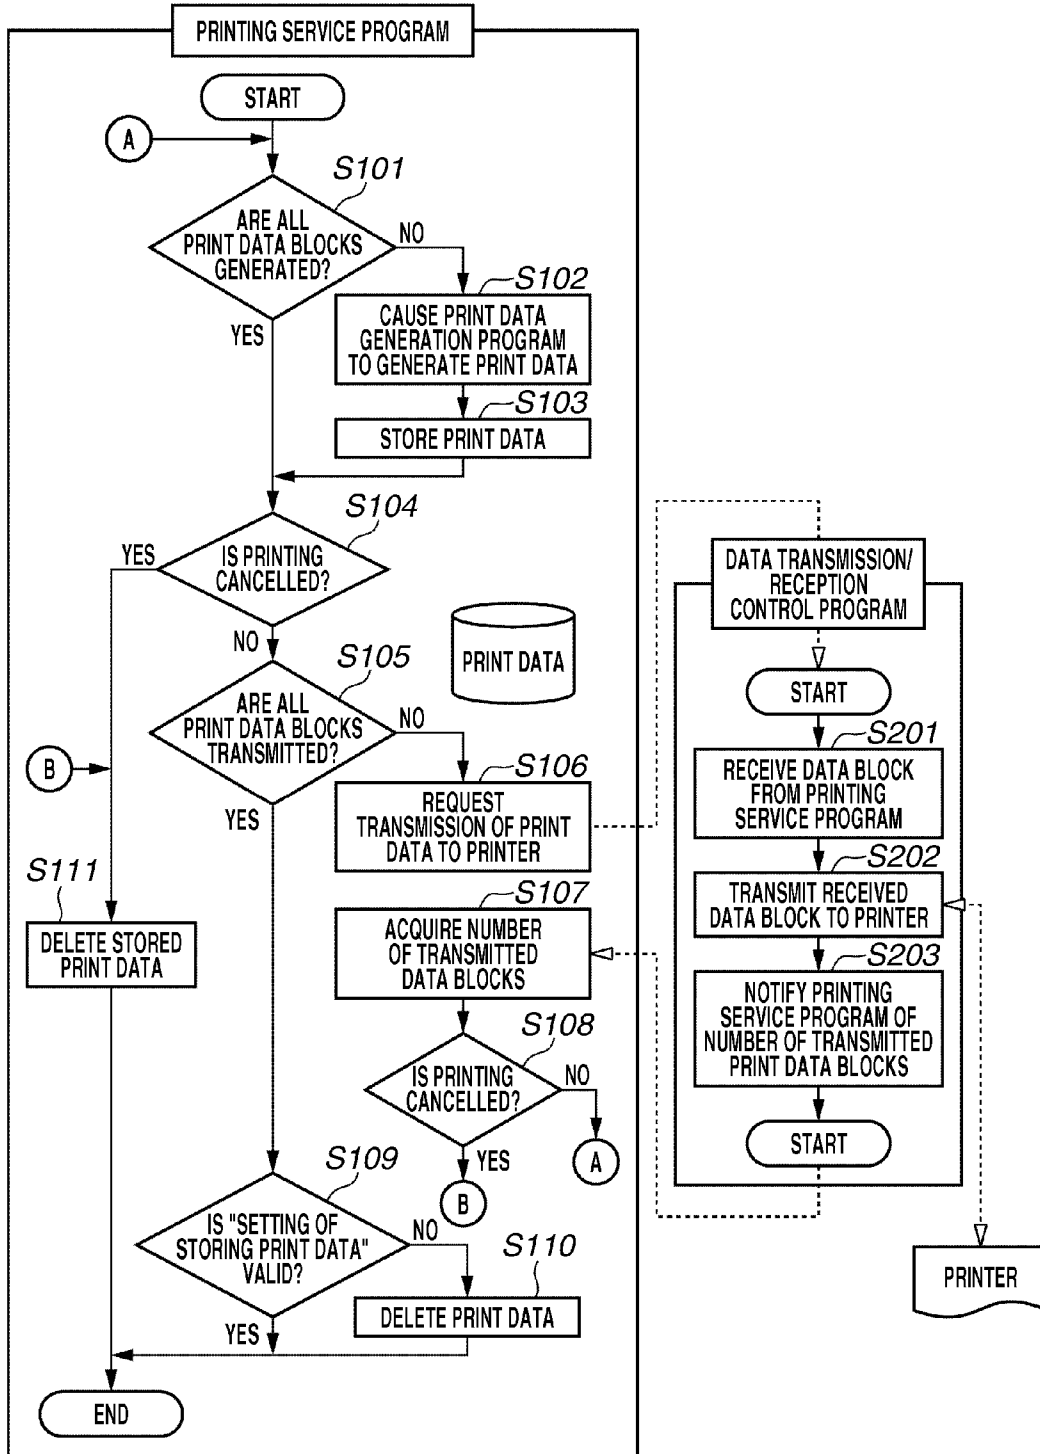 PRINTING SERVICE PROGRAM
START
A
S101
ARE ALL
PRINT DATA BLOCKS
GENERATED?
NO
YES
S102
CAUSE PRINT DATA
GENERATION PROGRAM
TO GENERATE PRINT DATA
S103
STORE PRINT DATA
S104
IS PRINTING
CANCELLED?
YES
NO
PRINT DATA
S105
ARE ALL
PRINT DATA BLOCKS
TRANSMITTED?
NO
YES
B
S106
REQUEST
TRANSMISSION OF PRINT
DATA TO PRINTER
S111
DELETE STORED
PRINT DATA
S107
ACQUIRE NUMBER
OF TRANSMITTED
DATA BLOCKS
S108
IS PRINTING
CANCELLED?
NO
YES
A
B
S109
IS "SETTING OF
STORING PRINT DATA"
VALID?
NO
YES
S110
DELETE PRINT DATA
END
DATA TRANSMISSION/
RECEPTION
CONTROL PROGRAM
START
S201
RECEIVE DATA BLOCK
FROM PRINTING
SERVICE PROGRAM
S202
TRANSMIT RECEIVED
DATA BLOCK TO PRINTER
S203
NOTIFY PRINTING
SERVICE PROGRAM OF
NUMBER OF TRANSMITTED
PRINT DATA BLOCKS
START
PRINTER